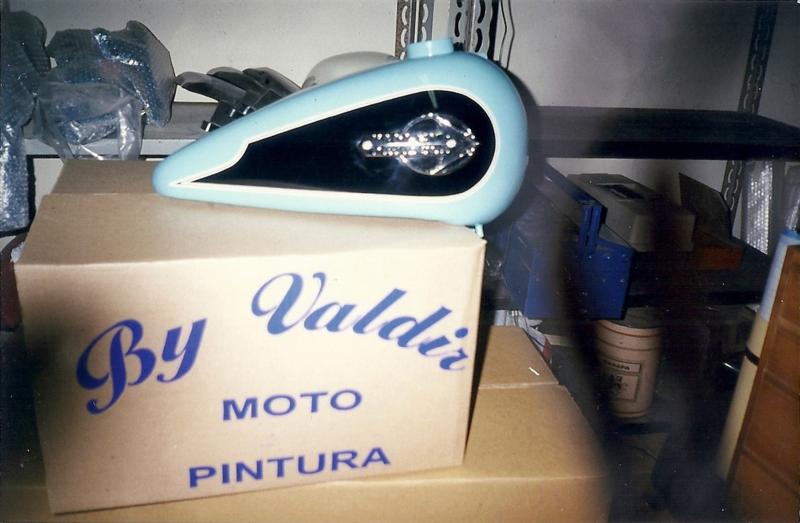 By Valdir
MOTO
PINTURA